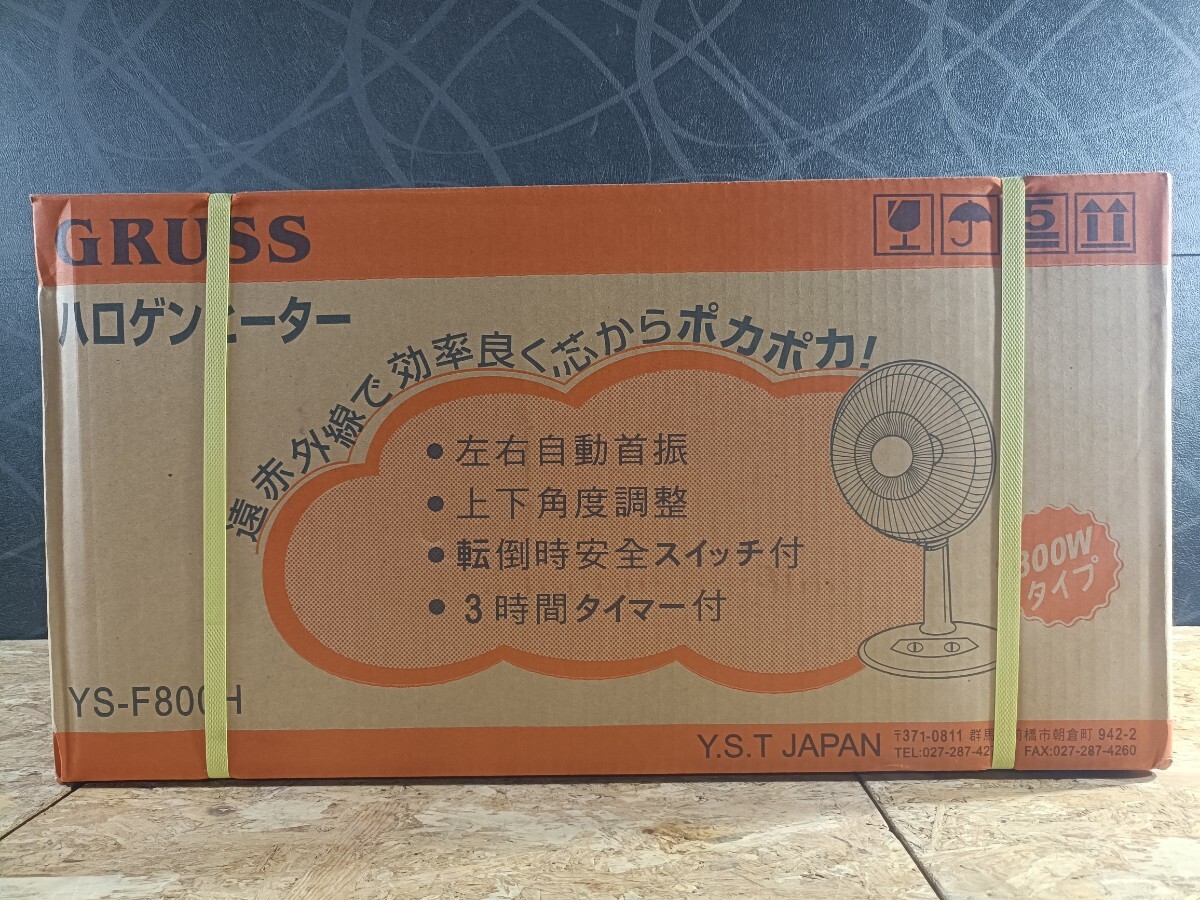 GRUSS
5
ハロゲンヒーター
遠赤外線で効率良く、芯からポカポカ!
● 左右自動首振
● 上下角度調整
● 転倒時安全スイッチ付
● 3時間タイマー付
800W
タイプ
YS-F800H
Y.S.T JAPAN
〒371-0811 群馬 前橋市朝倉町 942-2
TEL:027-287- FAX:027-287-4260